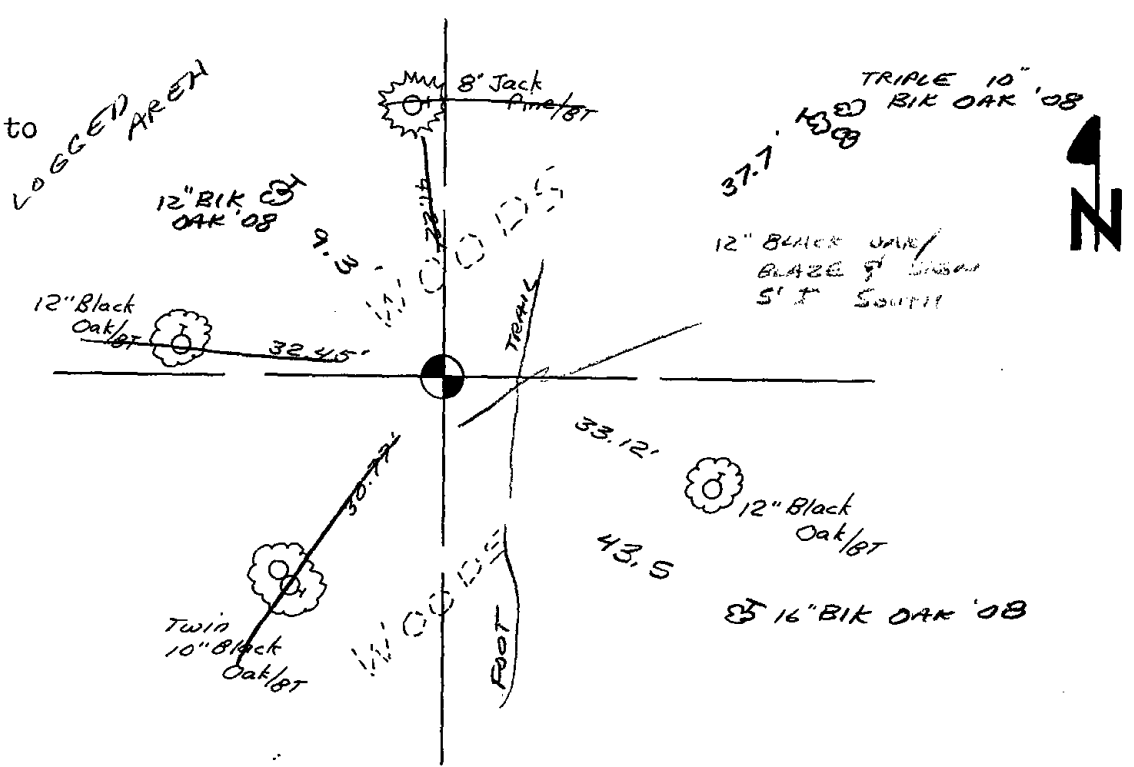 to
LOGGED AREA
8" Jack
Pine/BT
TRIPLE 10"
BlK OAK '08
37.7'
N
12" BlK
OAK '08
9.3
WOODS
12" BLACK OAK/
BLAZE & SIGN
SOUTH
12" Black
Oak/BT
32.45'
TRAIL
33.12'
12" Black
Oak/BT
30.77'
43.5
16" BlK OAK '08
WOODS
FOOT
Twin
10" Black
Oak/BT